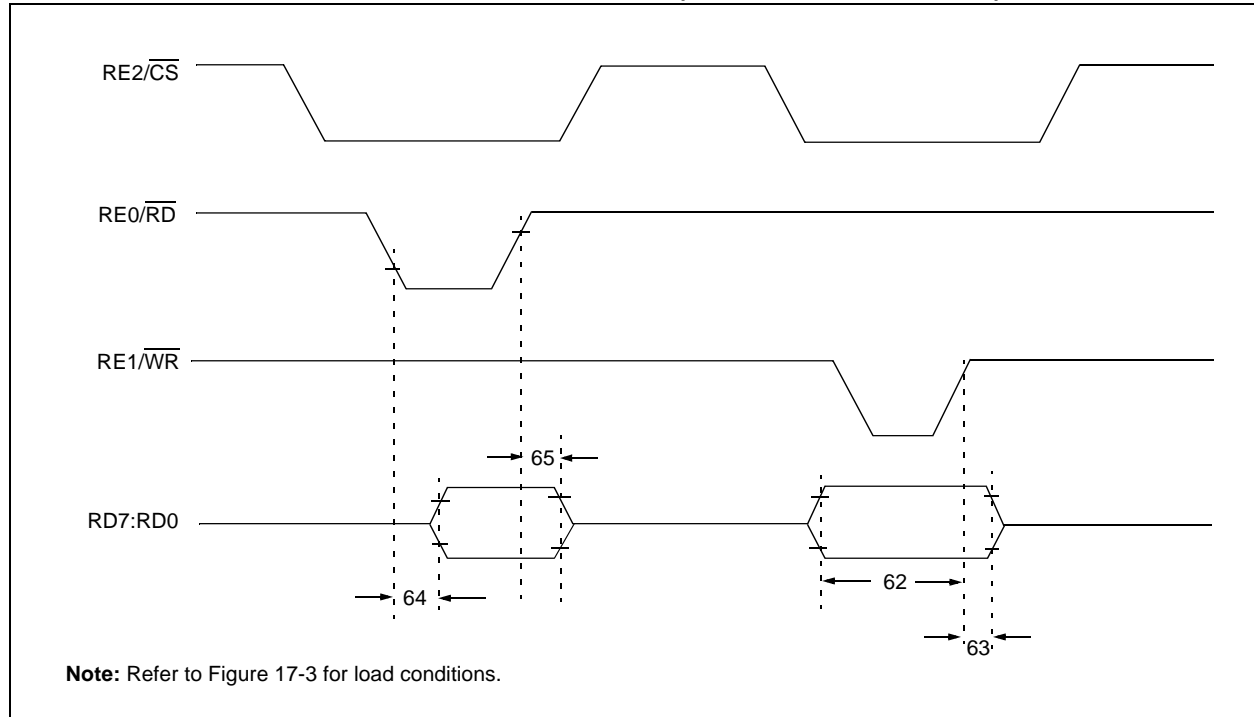 RE2/CS
RE0/RD
RE1/WR
65
RD7:RD0
62
64
63
Note: Refer to Figure 17-3 for load conditions.